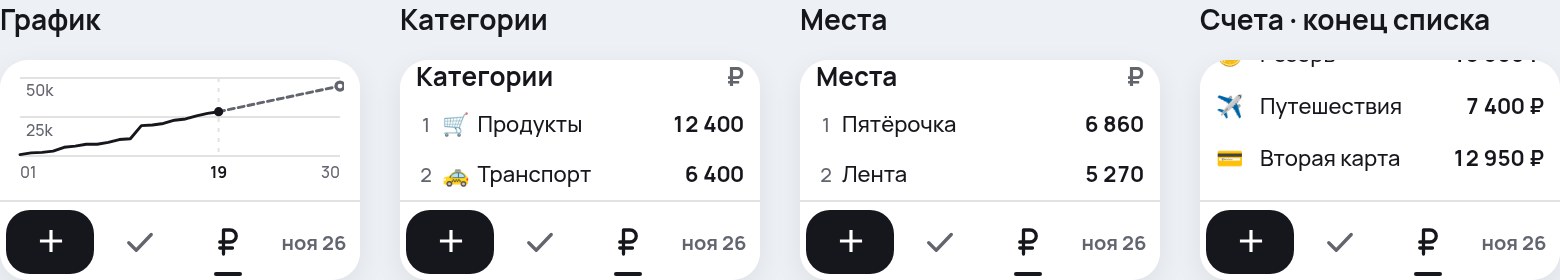 График
50k
25k
01 19 30
+ ✓ ₽ ноя 26
Категории
Категории ₽
1 🛒 Продукты 12 400
2 🚕 Транспорт 6 400
+ ✓ ₽ ноя 26
Места
Места ₽
1 Пятёрочка 6 860
2 Лента 5 270
+ ✓ ₽ ноя 26
Счета · конец списка
✈️ Путешествия 7 400 ₽
💳 Вторая карта 12 950 ₽
+ ✓ ₽ ноя 26